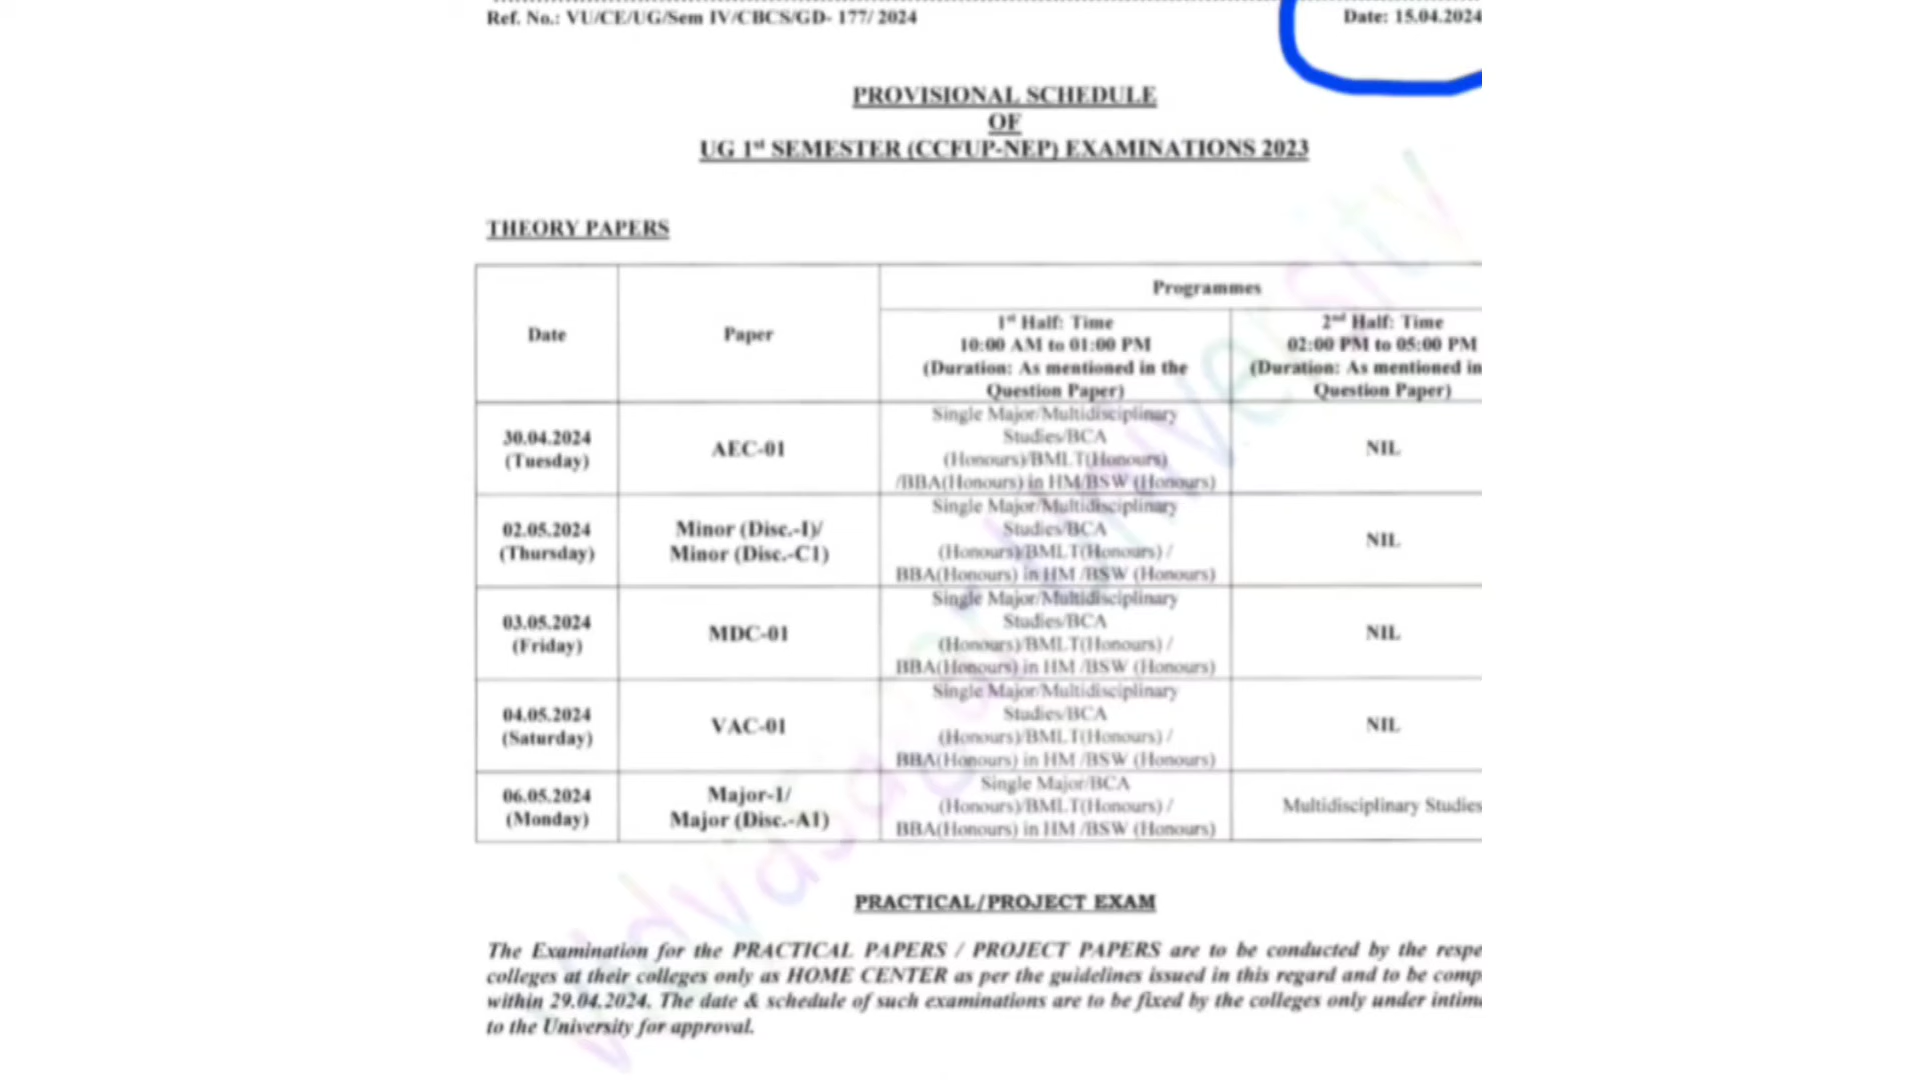 Ref. No.: VU/CE/UG/Sem IV/CBCS/GD- 177/ 2024
Date: 15.04.2024
PROVISIONAL SCHEDULE
OF
UG 1st SEMESTER (CCFUP-NEP) EXAMINATIONS 2023
THEORY PAPERS
Date
Paper
Programmes
1st Half: Time
10:00 AM to 01:00 PM
(Duration: As mentioned in the
Question Paper)
2nd Half: Time
02:00 PM to 05:00 PM
(Duration: As mentioned in
Question Paper)
30.04.2024
(Tuesday)
AEC-01
Single Major/Multidisciplinary
Studies/BCA
(Honours)/BMLT(Honours)
/BBA(Honours) in HM/BSW (Honours)
NIL
02.05.2024
(Thursday)
Minor (Disc.-I)/
Minor (Disc.-C1)
Single Major/Multidisciplinary
Studies/BCA
(Honours)/BMLT(Honours) /
BBA(Honours) in HM /BSW (Honours)
NIL
03.05.2024
(Friday)
MDC-01
Single Major/Multidisciplinary
Studies/BCA
(Honours)/BMLT(Honours) /
BBA(Honours) in HM /BSW (Honours)
NIL
04.05.2024
(Saturday)
VAC-01
Single Major/Multidisciplinary
Studies/BCA
(Honours)/BMLT(Honours) /
BBA(Honours) in HM /BSW (Honours)
NIL
06.05.2024
(Monday)
Major-1/
Major (Disc.-A1)
Single Major/BCA
(Honours)/BMLT(Honours) /
BBA(Honours) in HM /BSW (Honours)
Multidisciplinary Studies
PRACTICAL/PROJECT EXAM
The Examination for the PRACTICAL PAPERS / PROJECT PAPERS are to be conducted by the respe
colleges at their colleges only as HOME CENTER as per the guidelines issued in this regard and to be comp
within 29.04.2024. The date & schedule of such examinations are to be fixed by the colleges only under intim
to the University for approval.